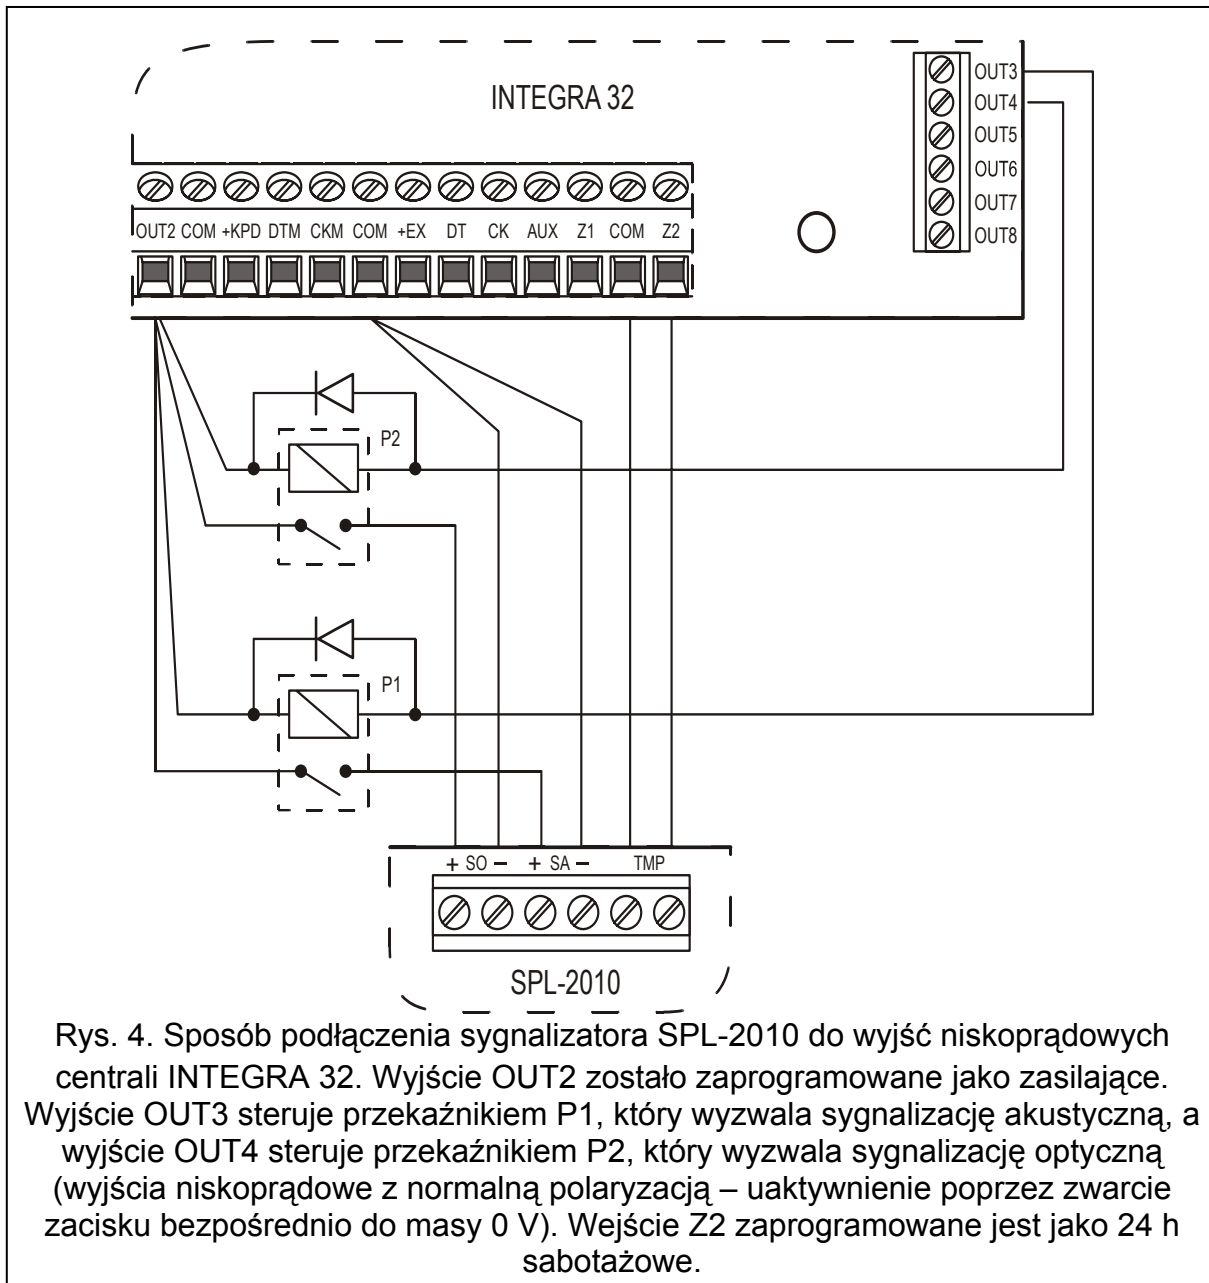 INTEGRA 32
OUT3
OUT4
OUT5
OUT6
OUT7
OUT8
OUT2 COM +KPD DTM CKM COM +EX DT CK AUX Z1 COM Z2
P2
P1
+ SO − + SA − TMP
SPL-2010
Rys. 4. Sposób podłączenia sygnalizatora SPL-2010 do wyjść niskoprądowych
centrali INTEGRA 32. Wyjście OUT2 zostało zaprogramowane jako zasilające.
Wyjście OUT3 steruje przekaźnikiem P1, który wyzwala sygnalizację akustyczną, a
wyjście OUT4 steruje przekaźnikiem P2, który wyzwala sygnalizację optyczną
(wyjścia niskoprądowe z normalną polaryzacją – uaktywnienie poprzez zwarcie
zacisku bezpośrednio do masy 0 V). Wejście Z2 zaprogramowane jest jako 24 h
sabotażowe.